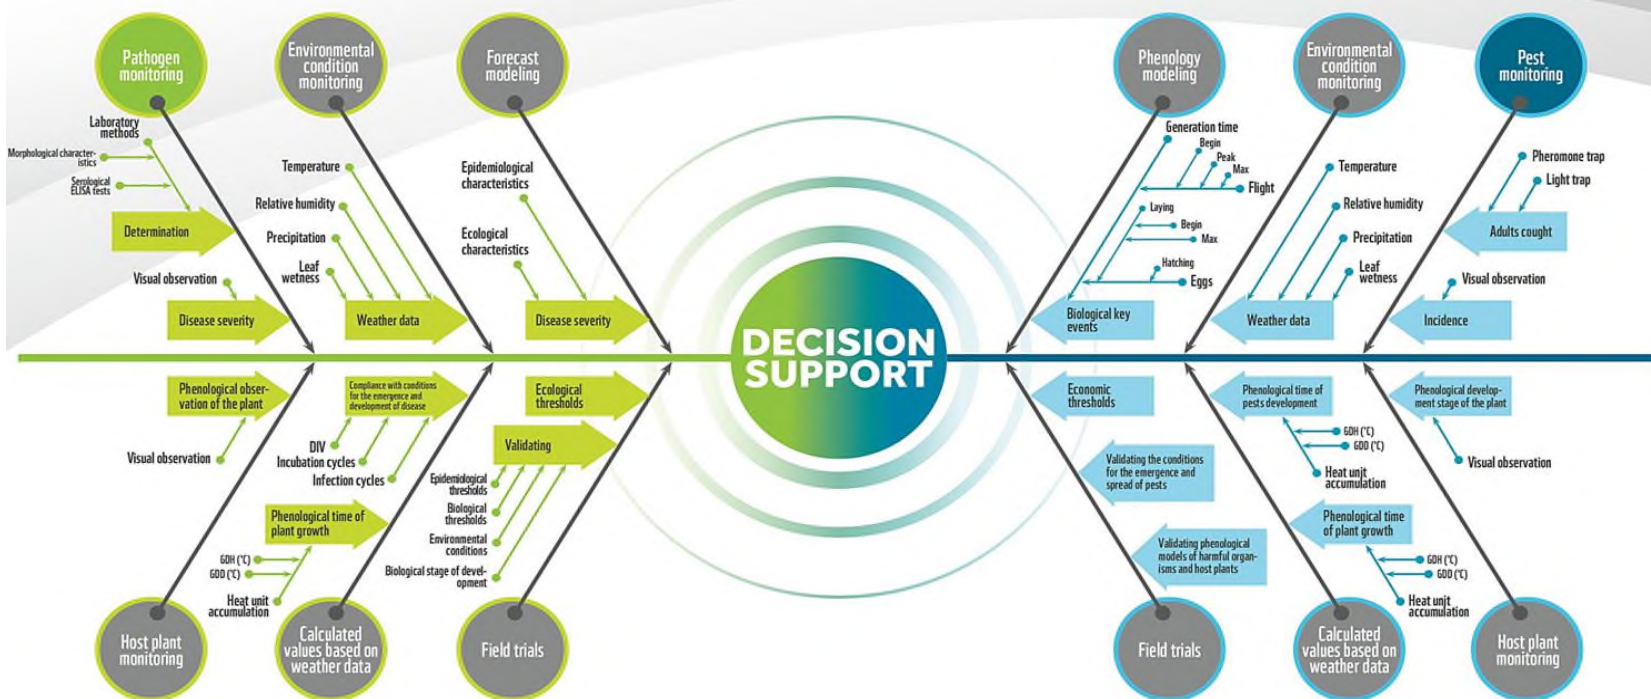 Pathogen
monitoring
Environmental
condition
monitoring
Forecast
modeling
Phenology
modeling
Environmental
condition
monitoring
Pest
monitoring
Laboratory
methods
Morphological character-
istics
Serological
ELISA tests
Determination
Visual observation
Disease severity
Temperature
Relative humidity
Precipitation
Leaf
wetness
Weather data
Epidemiological
characteristics
Ecological
characteristics
Disease severity
Generation time
Begin
Peak
Max
Flight
Laying
Begin
Max
Hatching
Eggs
Biological key
events
Temperature
Relative humidity
Precipitation
Leaf
wetness
Weather data
Pheromone trap
Light trap
Adults cought
Visual observation
Incidence
DECISION
SUPPORT
Phenological obser-
vation of the plant
Visual observation
Compliance with conditions
for the emergence and
development of disease
DIV
Incubation cycles
Infection cycles
Phenological time of
plant growth
GDH (°C)
GDD (°C)
Heat unit
accumulation
Ecological
thresholds
Validating
Epidemiological
thresholds
Biological
thresholds
Environmental
conditions
Biological stage of devel-
opment
Economic
thresholds
Validating the conditions
for the emergence and
spread of pests
Validating phenological
models of harmful organ-
isms and host plants
Phenological time of
pests development
GDH (°C)
GDD (°C)
Heat unit
accumulation
Phenological time
of plant growth
GDH (°C)
GDD (°C)
Heat unit
accumulation
Phenological develop-
ment stage of the plant
Visual observation
Host plant
monitoring
Calculated
values based on
weather data
Field trials
Field trials
Calculated
values based on
weather data
Host plant
monitoring